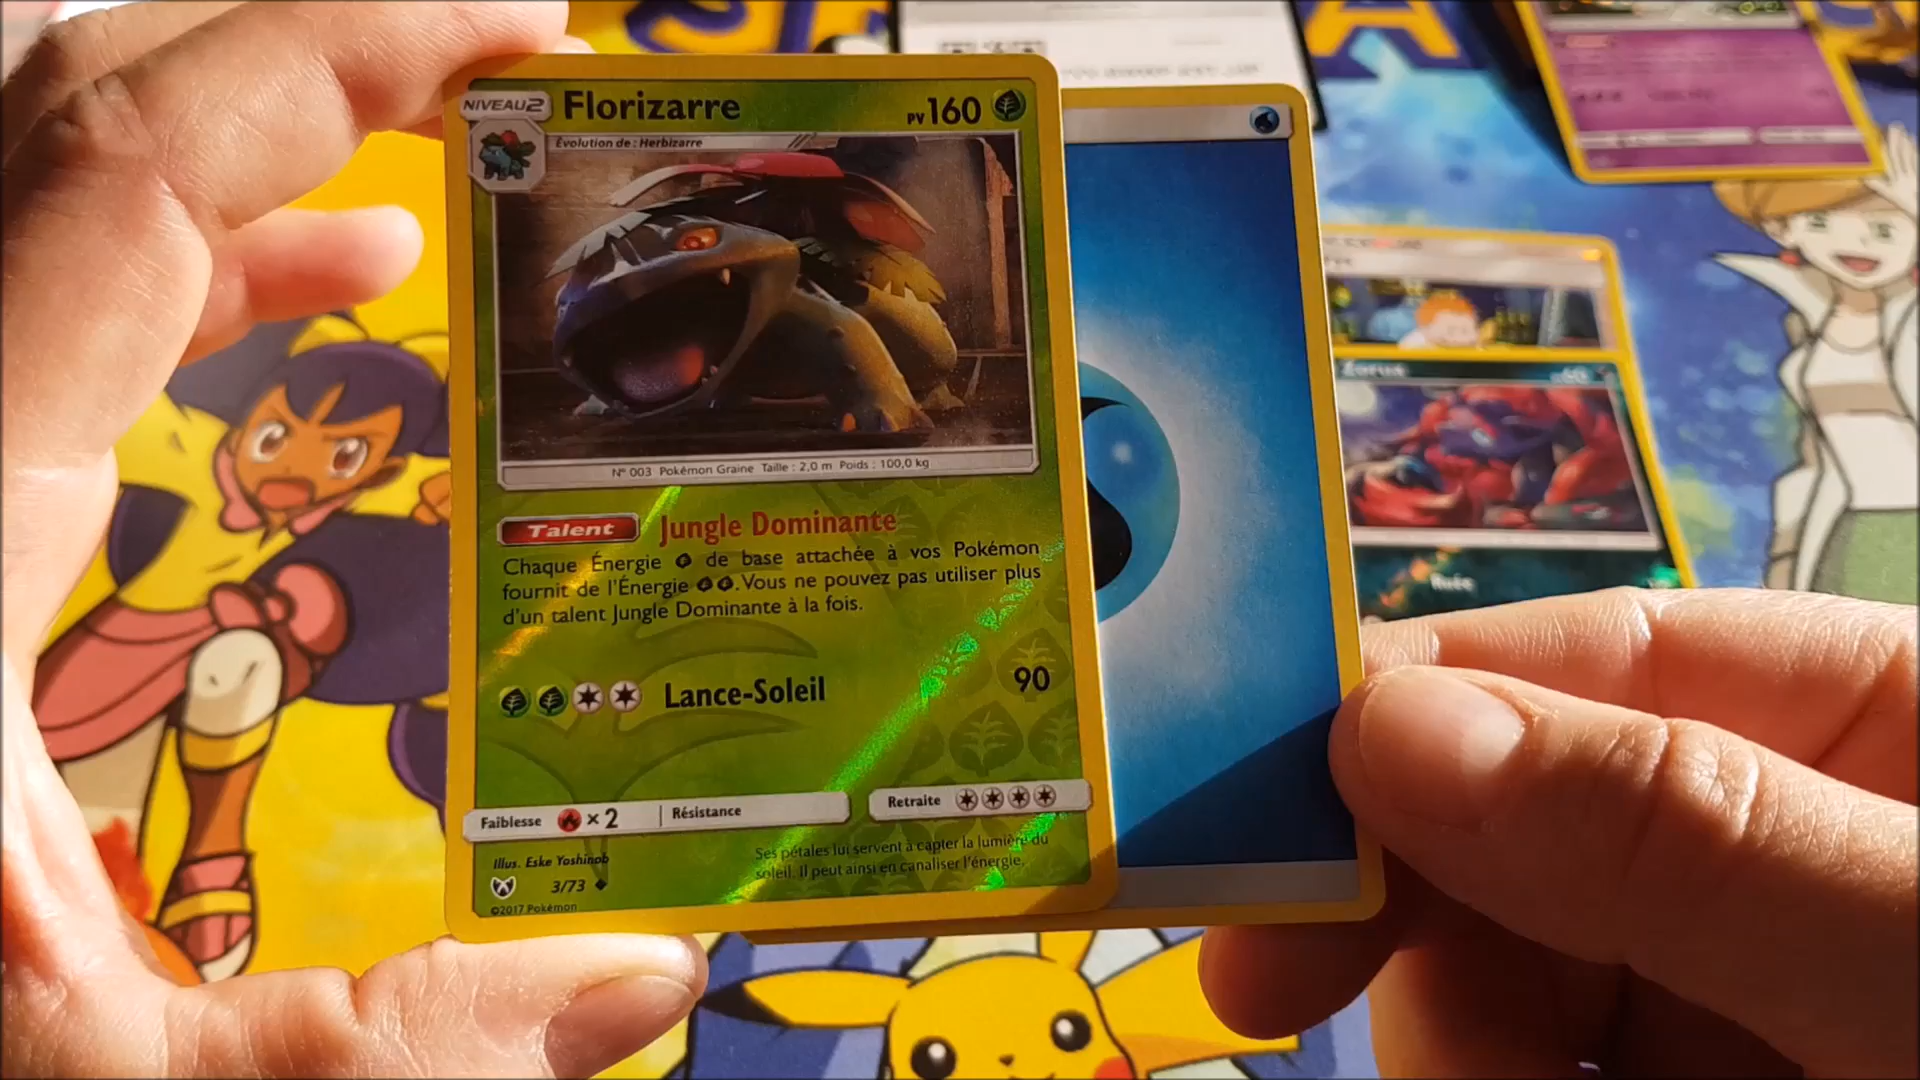 NIVEAU2 Florizarre PV160
Évolution de : Herbizarre
N° 003 Pokémon Graine Taille : 2,0 m Poids : 100,0 kg
Talent Jungle Dominante
Chaque Énergie de base attachée à vos Pokémon
fournit de l'Énergie . Vous ne pouvez pas utiliser plus
d'un talent Jungle Dominante à la fois.
Lance-Soleil 90
Faiblesse ×2 Résistance
Retraite
Illus. Eske Yoshinob
3/73
©2017 Pokémon
Ses pétales lui servent à capter la lumière du
soleil. Il peut ainsi en canaliser l'énergie.
Zorua 60
Ruée